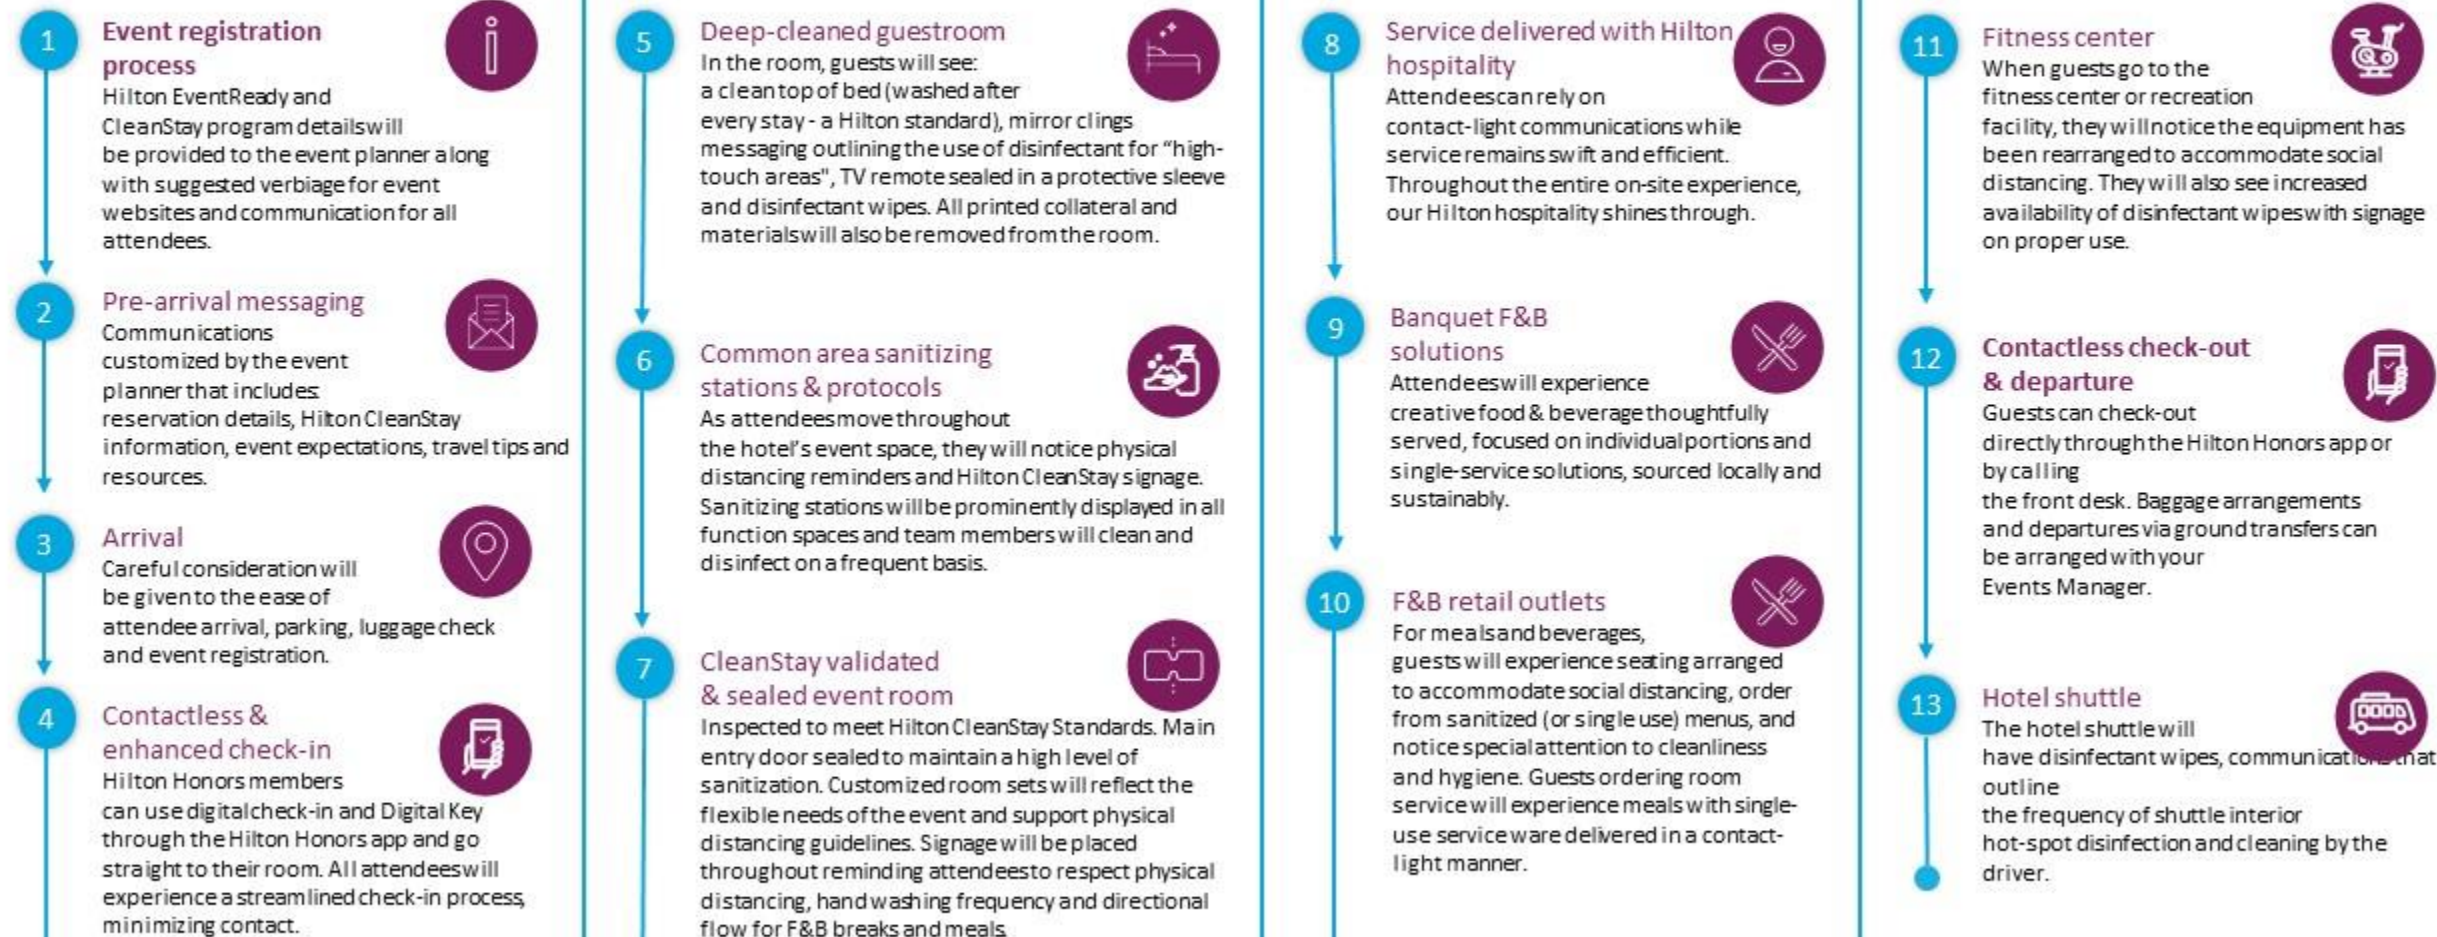 1
Event registration
process
Hilton EventReady and
CleanStay program details will
be provided to the event planner along
with suggested verbiage for event
websites and communication for all
attendees.
2
Pre-arrival messaging
Communications
customized by the event
planner that includes:
reservation details, Hilton CleanStay
information, event expectations, travel tips and
resources.
3
Arrival
Careful consideration will
be given to the ease of
attendee arrival, parking, luggage check
and event registration.
4
Contactless &
enhanced check-in
Hilton Honors members
can use digital check-in and Digital Key
through the Hilton Honors app and go
straight to their room. All attendees will
experience a streamlined check-in process,
minimizing contact.
5
Deep-cleaned guestroom
In the room, guests will see:
a clean top of bed (washed after
every stay - a Hilton standard), mirror clings
messaging outlining the use of disinfectant for “high-
touch areas", TV remote sealed in a protective sleeve
and disinfectant wipes. All printed collateral and
materials will also be removed from the room.
6
Common area sanitizing
stations & protocols
As attendees move throughout
the hotel’s event space, they will notice physical
distancing reminders and Hilton CleanStay signage.
Sanitizing stations will be prominently displayed in all
function spaces and team members will clean and
disinfect on a frequent basis.
7
CleanStay validated
& sealed event room
Inspected to meet Hilton CleanStay Standards. Main
entry door sealed to maintain a high level of
sanitization. Customized room sets will reflect the
flexible needs of the event and support physical
distancing guidelines. Signage will be placed
throughout reminding attendees to respect physical
distancing, hand washing frequency and directional
flow for F&B breaks and meals.
8
Service delivered with Hilton
hospitality
Attendees can rely on
contact-light communications while
service remains swift and efficient.
Throughout the entire on-site experience,
our Hilton hospitality shines through.
9
Banquet F&B
solutions
Attendees will experience
creative food & beverage thoughtfully
served, focused on individual portions and
single-service solutions, sourced locally and
sustainably.
10
F&B retail outlets
For meals and beverages,
guests will experience seating arranged
to accommodate social distancing, order
from sanitized (or single use) menus, and
notice special attention to cleanliness
and hygiene. Guests ordering room
service will experience meals with single-
use service ware delivered in a contact-
light manner.
11
Fitness center
When guests go to the
fitness center or recreation
facility, they will notice the equipment has
been rearranged to accommodate social
distancing. They will also see increased
availability of disinfectant wipes with signage
on proper use.
12
Contactless check-out
& departure
Guests can check-out
directly through the Hilton Honors app or
by calling
the front desk. Baggage arrangements
and departures via ground transfers can
be arranged with your
Events Manager.
13
Hotel shuttle
The hotel shuttle will
have disinfectant wipes, communications that
outline
the frequency of shuttle interior
hot-spot disinfection and cleaning by the
driver.